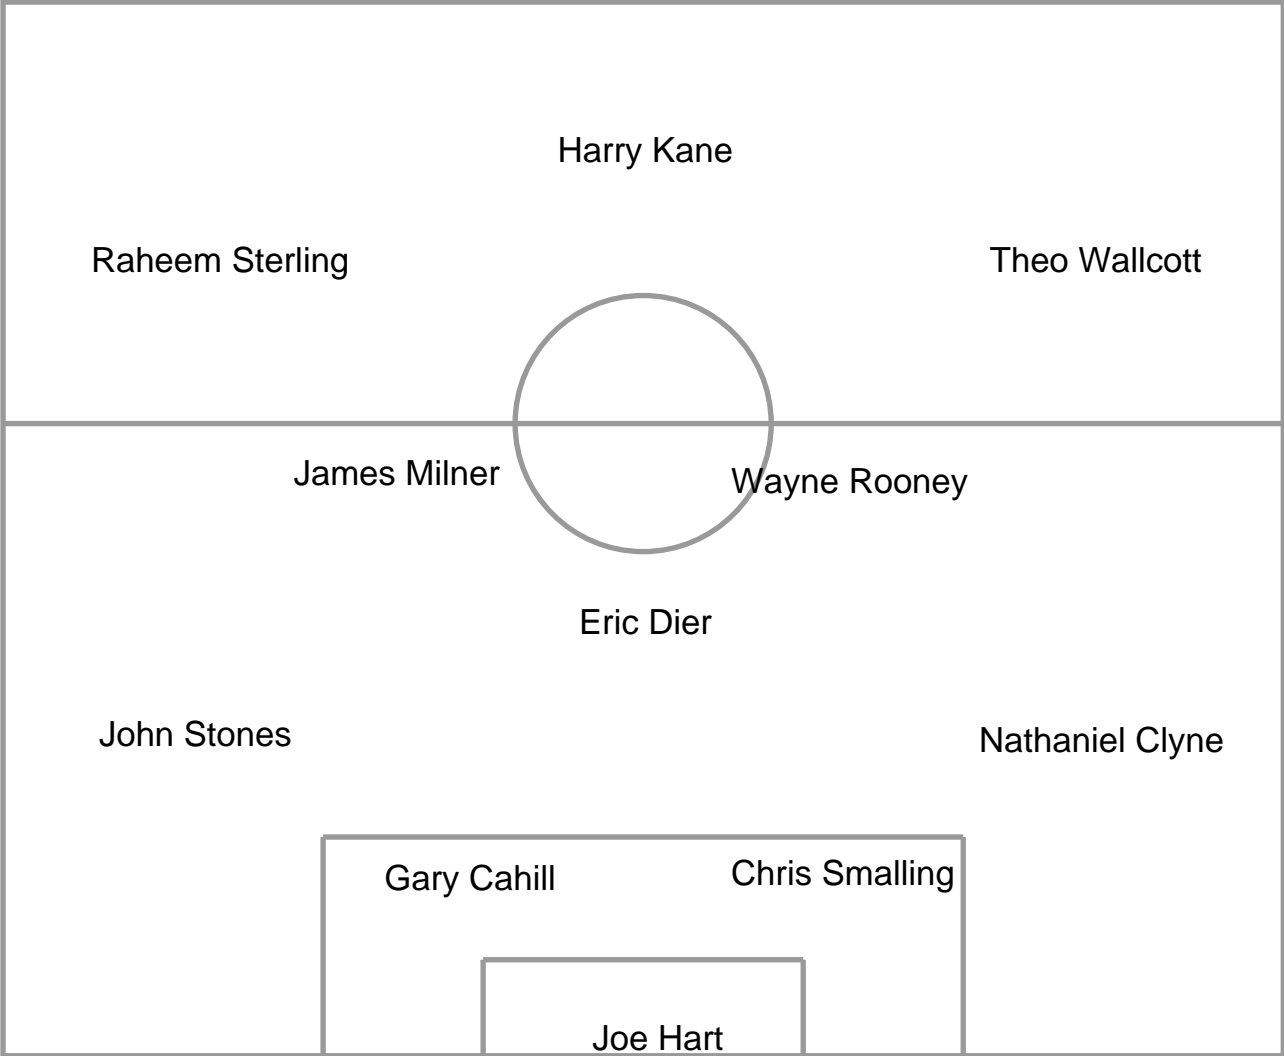 Harry Kane
Raheem Sterling
Theo Wallcott
James Milner
Wayne Rooney
Eric Dier
John Stones
Nathaniel Clyne
Gary Cahill
Chris Smalling
Joe Hart